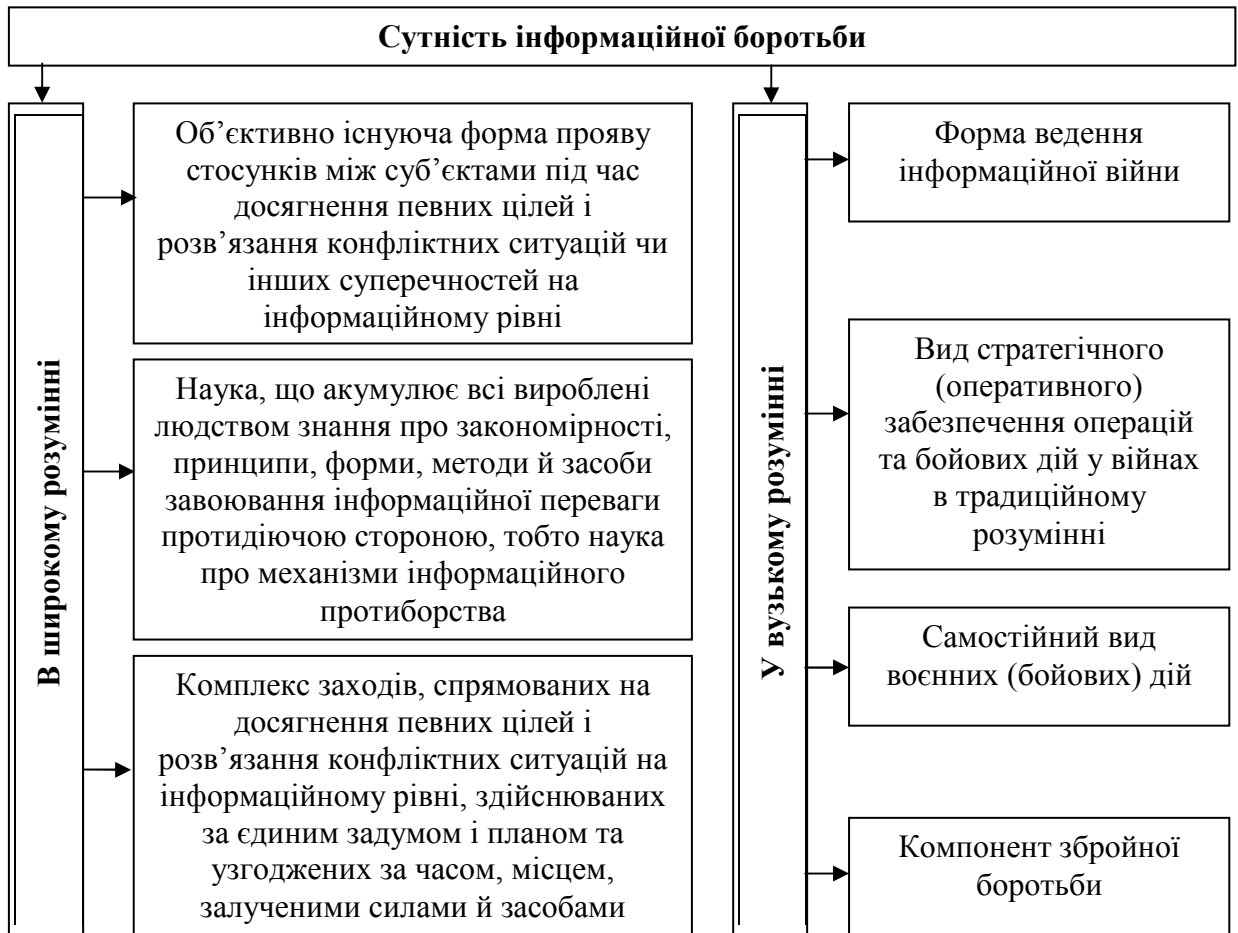 Сутність інформаційної боротьби
В широкому розумінні
Об’єктивно існуюча форма прояву
стосунків між суб’єктами під час
досягнення певних цілей і
розв’язання конфліктних ситуацій чи
інших суперечностей на
інформаційному рівні
Наука, що акумулює всі вироблені
людством знання про закономірності,
принципи, форми, методи й засоби
завоювання інформаційної переваги
протидіючою стороною, тобто наука
про механізми інформаційного
протиборства
Комплекс заходів, спрямованих на
досягнення певних цілей і
розв’язання конфліктних ситуацій на
інформаційному рівні, здійснюваних
за єдиним задумом і планом та
узгоджених за часом, місцем,
залученими силами й засобами
У вузькому розумінні
Форма ведення
інформаційної війни
Вид стратегічного
(оперативного)
забезпечення операцій
та бойових дій у війнах
в традиційному
розумінні
Самостійний вид
воєнних (бойових) дій
Компонент збройної
боротьби